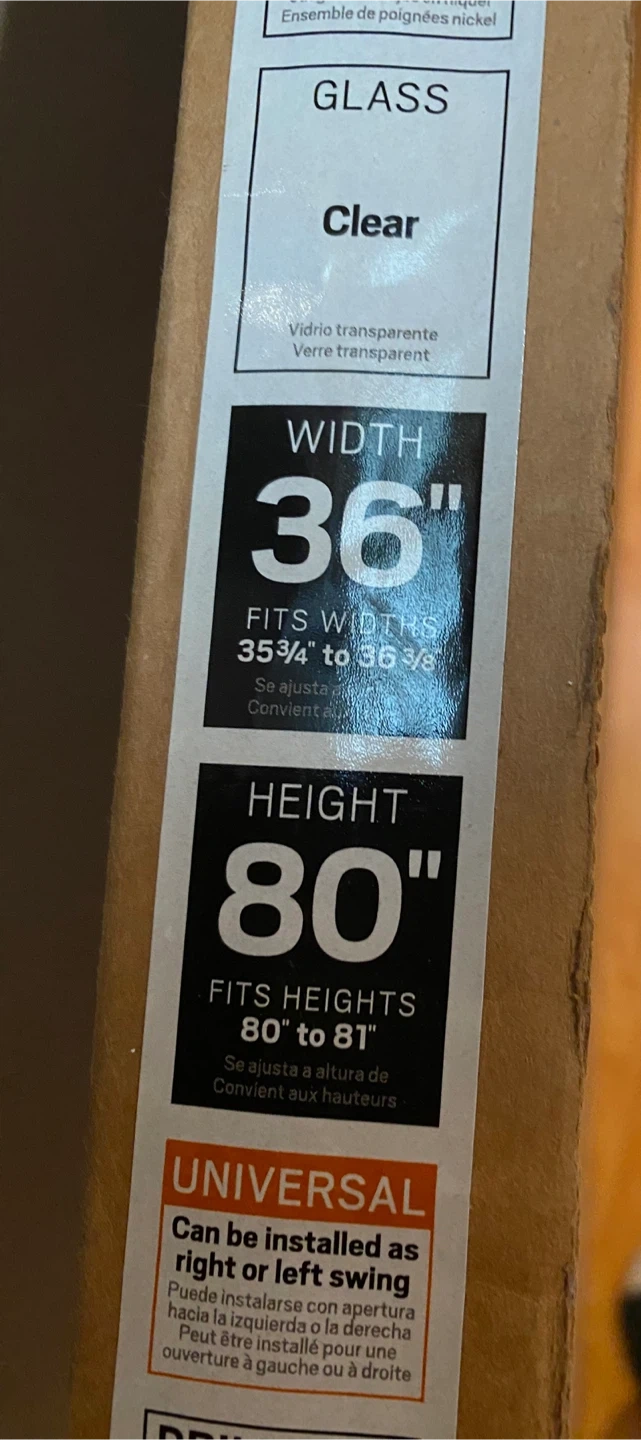 Ensemble de poignées nickel
GLASS
Clear
Vidrio transparente
Verre transparent
WIDTH
36"
FITS WIDTHS
35 3/4" to 36 3/8"
Se ajusta
Convient
HEIGHT
80"
FITS HEIGHTS
80" to 81"
Se ajusta a altura de
Convient aux hauteurs
UNIVERSAL
Can be installed as
right or left swing
Puede instalarse con apertura
hacia la izquierda o la derecha
Peut être installé pour une
ouverture à gauche ou à droite